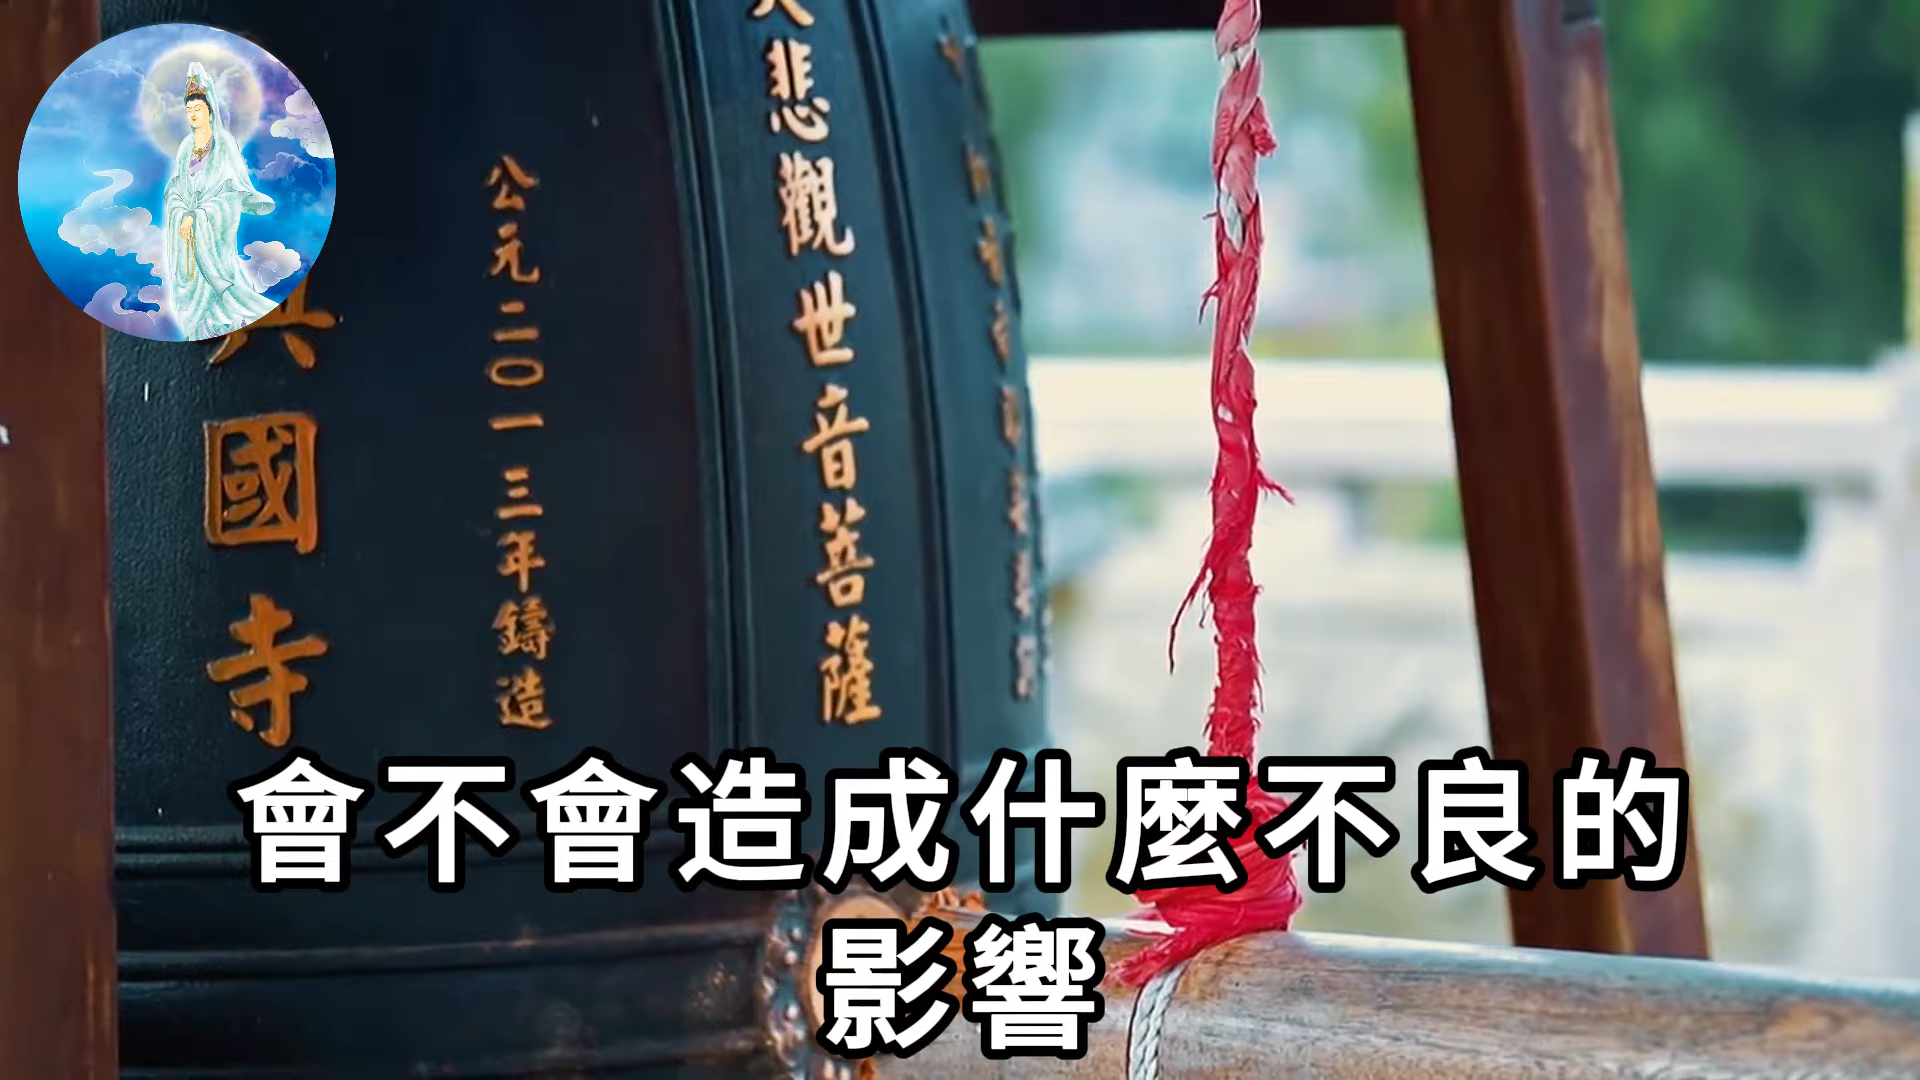 國寺
公元二〇一三年鑄造
悲觀世音菩薩
會不會造成什麼不良的
影響